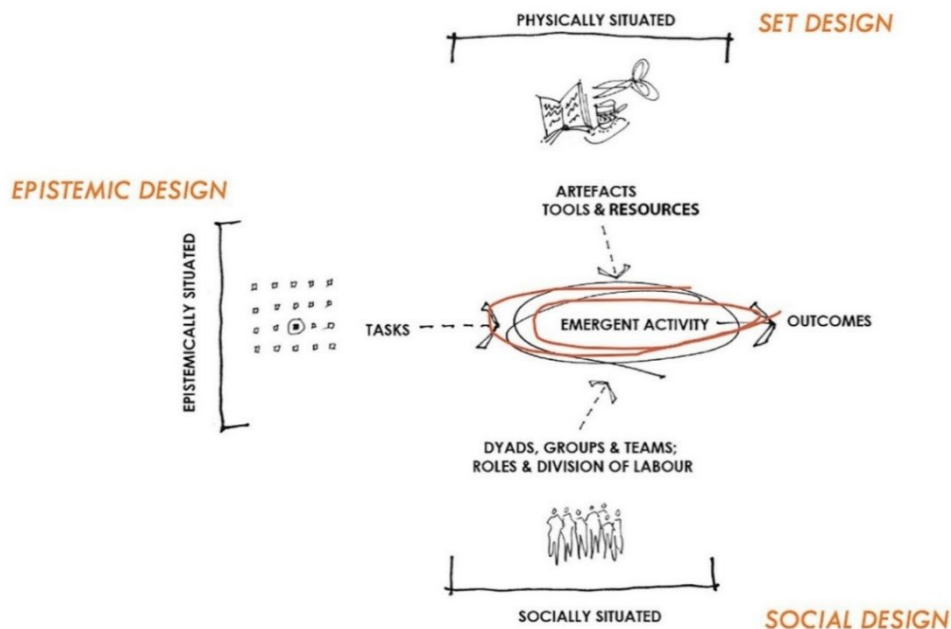 PHYSICALLY SITUATED
SET DESIGN
EPISTEMIC DESIGN
ARTEFACTS
TOOLS & RESOURCES
EPISTEMICALLY SITUATED
TASKS
EMERGENT ACTIVITY
OUTCOMES
DYADS, GROUPS & TEAMS;
ROLES & DIVISION OF LABOUR
SOCIALLY SITUATED
SOCIAL DESIGN